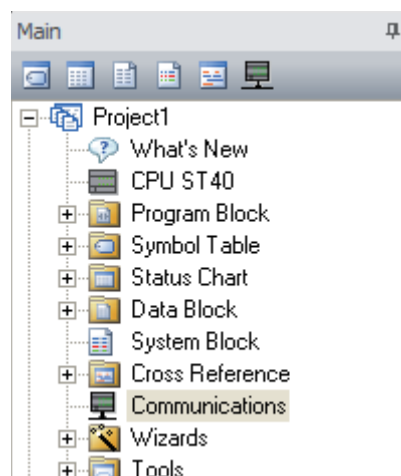 Main
Project1
What's New
CPU ST40
Program Block
Symbol Table
Status Chart
Data Block
System Block
Cross Reference
Communications
Wizards
Tools